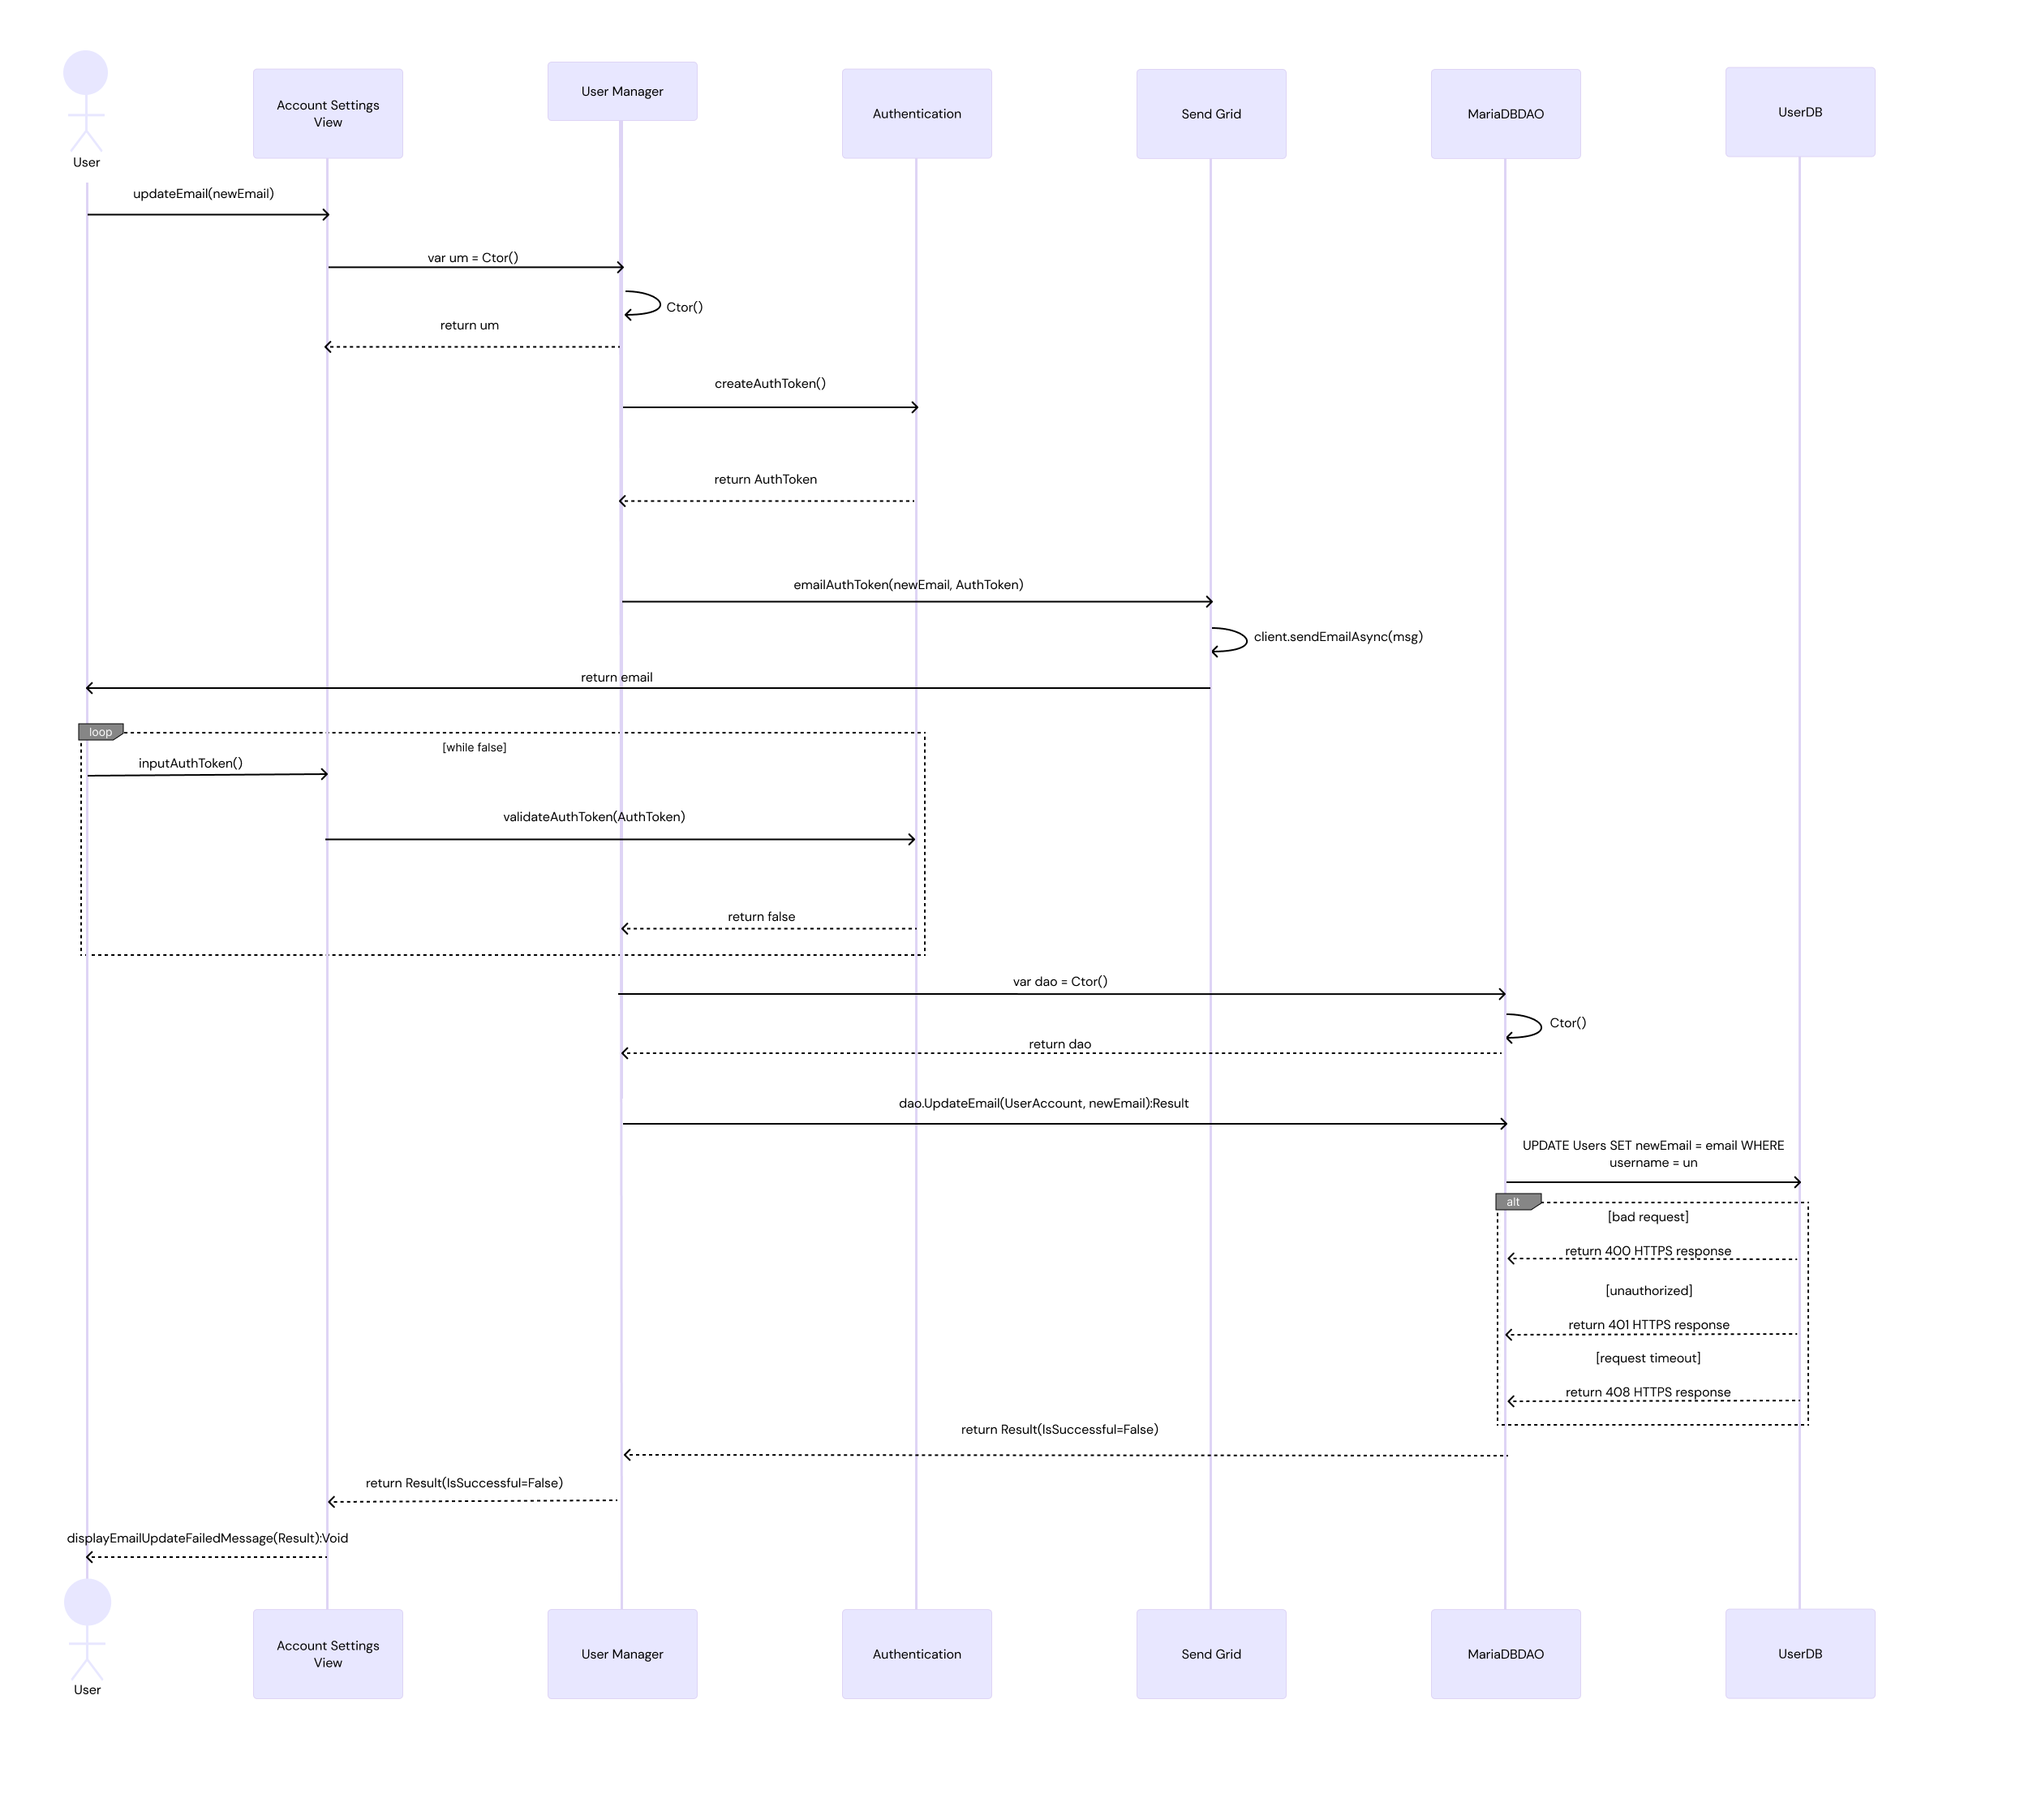 User
Account Settings
View
User Manager
Authentication
Send Grid
MariaDBDAO
UserDB
updateEmail(newEmail)
var um = Ctor()
Ctor()
return um
createAuthToken()
return AuthToken
emailAuthToken(newEmail, AuthToken)
client.sendEmailAsync(msg)
return email
loop
[while false]
inputAuthToken()
validateAuthToken(AuthToken)
return false
var dao = Ctor()
Ctor()
return dao
dao.UpdateEmail(UserAccount, newEmail):Result
UPDATE Users SET newEmail = email WHERE
username = un
alt
[bad request]
return 400 HTTPS response
[unauthorized]
return 401 HTTPS response
[request timeout]
return 408 HTTPS response
return Result(IsSuccessful=False)
return Result(IsSuccessful=False)
displayEmailUpdateFailedMessage(Result):Void
User
Account Settings
View
User Manager
Authentication
Send Grid
MariaDBDAO
UserDB